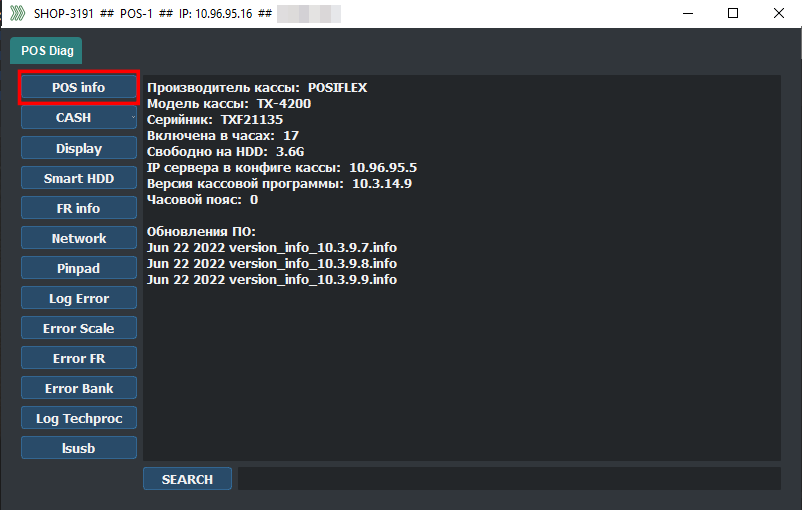 SHOP-3191 ## POS-1 ## IP: 10.96.95.16 ##
POS Diag
POS info
CASH
Display
Smart HDD
FR info
Network
Pinpad
Log Error
Error Scale
Error FR
Error Bank
Log Techproc
lsusb
Производитель кассы: POSIFLEX
Модель кассы: TX-4200
Серийник: TXF21135
Включена в часах: 17
Свободно на HDD: 3.6G
IP сервера в конфиге кассы: 10.96.95.5
Версия кассовой программы: 10.3.14.9
Часовой пояс: 0
Обновления ПО:
Jun 22 2022 version_info_10.3.9.7.info
Jun 22 2022 version_info_10.3.9.8.info
Jun 22 2022 version_info_10.3.9.9.info
SEARCH